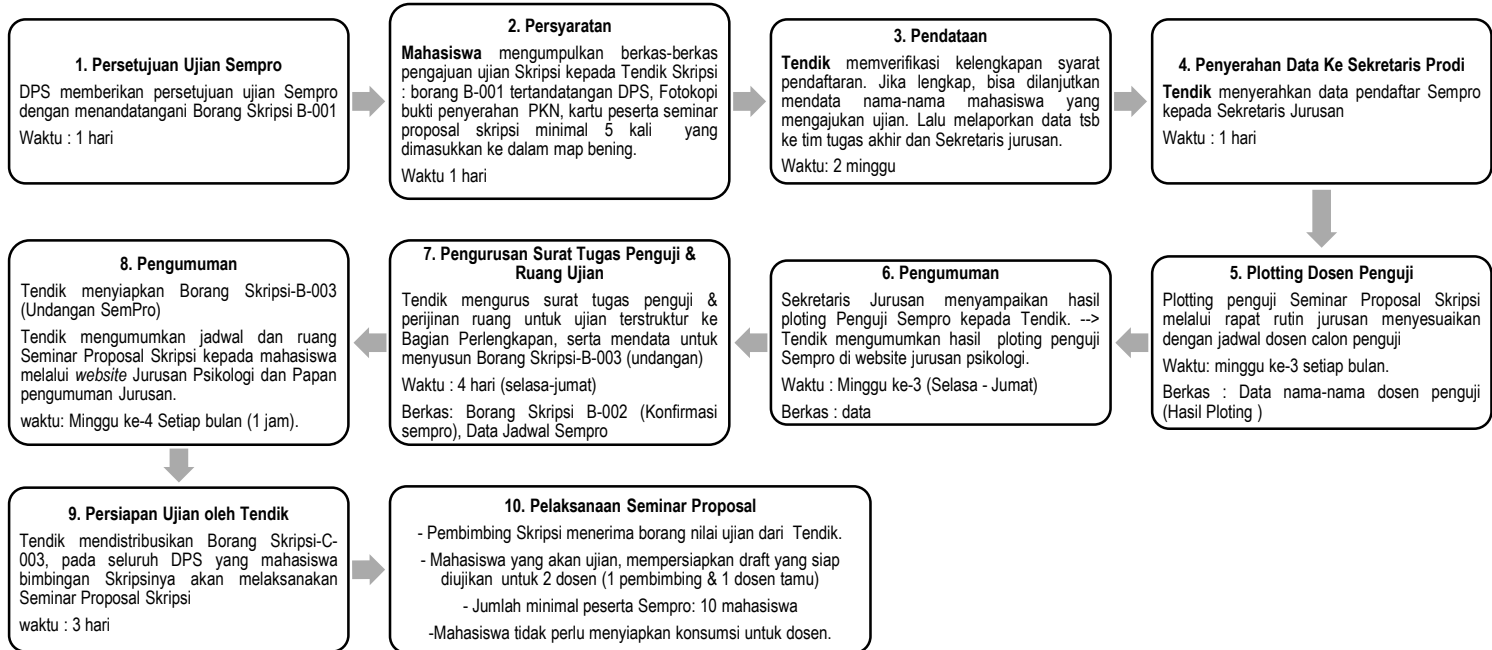 1. Persetujuan Ujian Sempro
DPS memberikan persetujuan ujian Sempro
dengan menandatangani Borang Skripsi B-001
Waktu : 1 hari
2. Persyaratan
Mahasiswa mengumpulkan berkas-berkas
pengajuan ujian Skripsi kepada Tendik Skripsi
: borang B-001 tertandatangan DPS, Fotokopi
bukti penyerahan PKN, kartu peserta seminar
proposal skripsi minimal 5 kali yang
dimasukkan ke dalam map bening.
Waktu 1 hari
3. Pendataan
Tendik memverifikasi kelengkapan syarat
pendaftaran. Jika lengkap, bisa dilanjutkan
mendata nama-nama mahasiswa yang
mengajukan ujian. Lalu melaporkan data tsb
ke tim tugas akhir dan Sekretaris jurusan.
Waktu: 2 minggu
4. Penyerahan Data Ke Sekretaris Prodi
Tendik menyerahkan data pendaftar Sempro
kepada Sekretaris Jurusan
Waktu : 1 hari
5. Plotting Dosen Penguji
Plotting penguji Seminar Proposal Skripsi
melalui rapat rutin jurusan menyesuaikan
dengan jadwal dosen calon penguji
Waktu: minggu ke-3 setiap bulan.
Berkas : Data nama-nama dosen penguji
(Hasil Ploting )
6. Pengumuman
Sekretaris Jurusan menyampaikan hasil
ploting Penguji Sempro kepada Tendik. -->
Tendik mengumumkan hasil ploting penguji
Sempro di website jurusan psikologi.
Waktu : Minggu ke-3 (Selasa - Jumat)
Berkas : data
7. Pengurusan Surat Tugas Penguji &
Ruang Ujian
Tendik mengurus surat tugas penguji &
perijinan ruang untuk ujian terstruktur ke
Bagian Perlengkapan, serta mendata untuk
menyusun Borang Skripsi-B-003 (undangan)
Waktu : 4 hari (selasa-jumat)
Berkas: Borang Skripsi B-002 (Konfirmasi
sempro), Data Jadwal Sempro
8. Pengumuman
Tendik menyiapkan Borang Skripsi-B-003
(Undangan SemPro)
Tendik mengumumkan jadwal dan ruang
Seminar Proposal Skripsi kepada mahasiswa
melalui website Jurusan Psikologi dan Papan
pengumuman Jurusan.
waktu: Minggu ke-4 Setiap bulan (1 jam).
9. Persiapan Ujian oleh Tendik
Tendik mendistribusikan Borang Skripsi-C-
003, pada seluruh DPS yang mahasiswa
bimbingan Skripsinya akan melaksanakan
Seminar Proposal Skripsi
waktu : 3 hari
10. Pelaksanaan Seminar Proposal
- Pembimbing Skripsi menerima borang nilai ujian dari Tendik.
- Mahasiswa yang akan ujian, mempersiapkan draft yang siap
diujikan untuk 2 dosen (1 pembimbing & 1 dosen tamu)
- Jumlah minimal peserta Sempro: 10 mahasiswa
-Mahasiswa tidak perlu menyiapkan konsumsi untuk dosen.